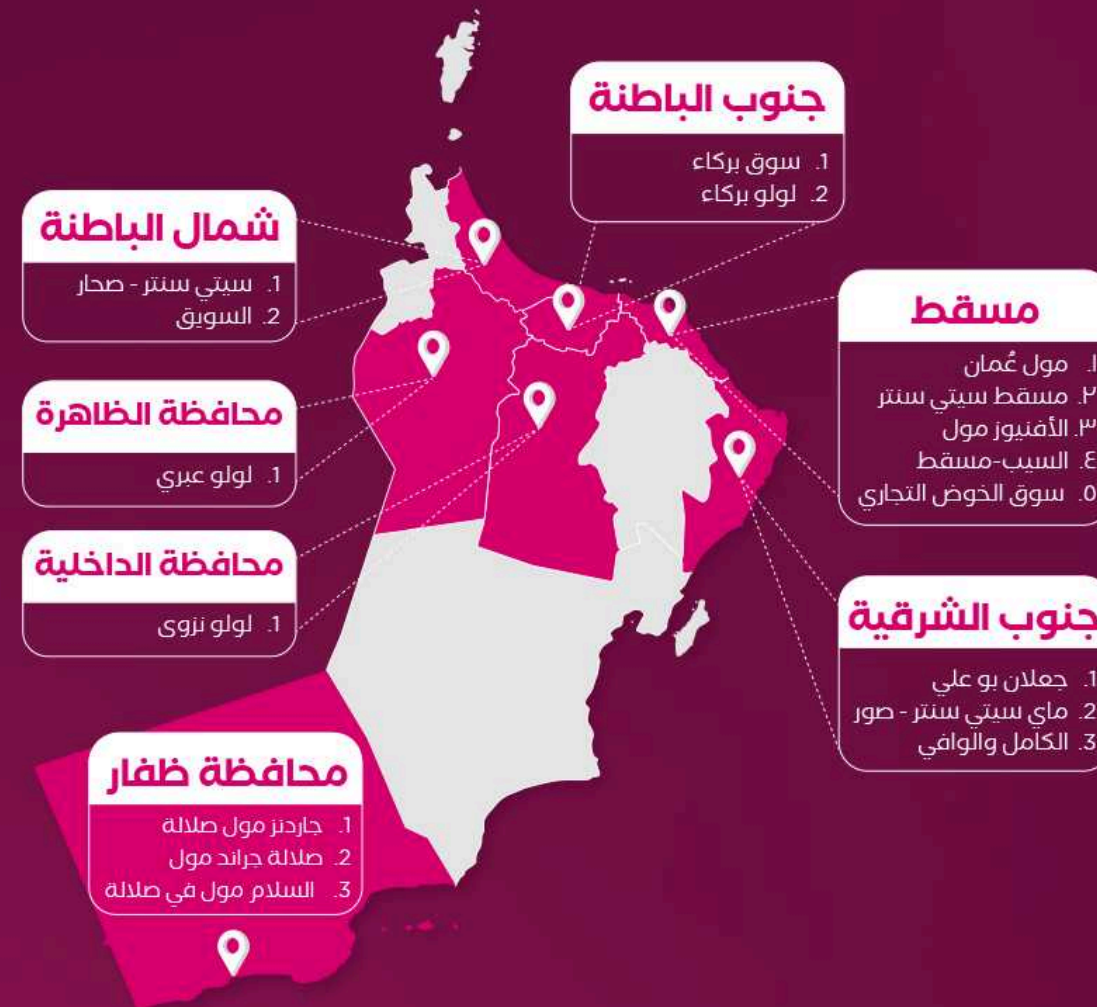 جنوب الباطنة
1. سوق بركاء
2. لولو بركاء
شمال الباطنة
1. سيتي سنتر - صحار
2. السويق
مسقط
١. مول عُمان
٢. مسقط سيتي سنتر
٣. الأفنيوز مول
٤. السيب-مسقط
٥. سوق الخوض التجاري
محافظة الظاهرة
1. لولو عبري
محافظة الداخلية
1. لولو نزوى
جنوب الشرقية
1. جعلان بو علي
2. ماي سيتي سنتر - صور
3. الكامل والوافي
محافظة ظفار
1. جاردنز مول صلالة
2. صلالة جراند مول
3. السلام مول في صلالة